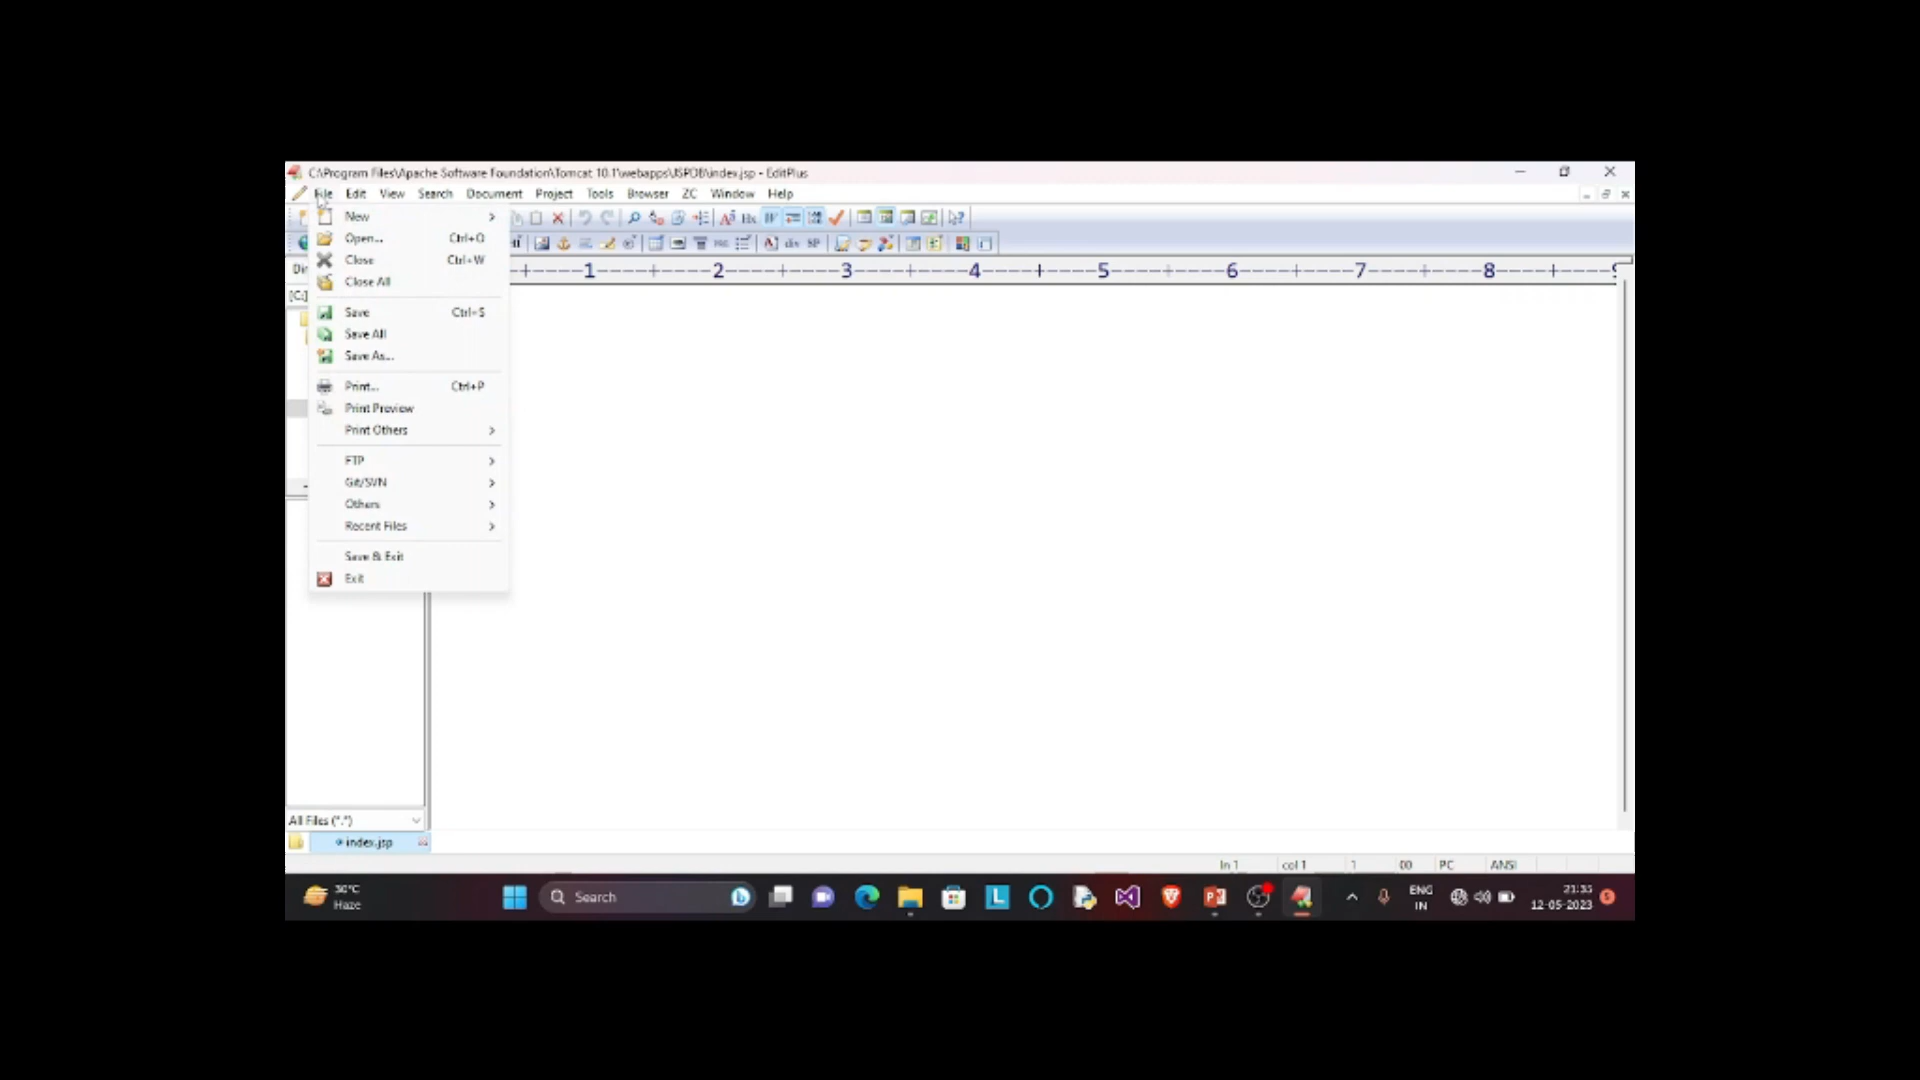 C:\Program Files\Apache Software Foundation\Tomcat 10.1\webapps\JSPDB\index.jsp - EditPlus
File Edit View Search Document Project Tools Browser ZC Window Help
New
Open... Ctrl+O
Close Ctrl+W
Close All
Save Ctrl+S
Save All
Save As...
Print... Ctrl+P
Print Preview
Print Others
FTP
Git/SVN
Others
Recent Files
Save & Exit
Exit
Dir
[C:]
----+----1----+----2----+----3----+----4----+----5----+----6----+----7----+----8----+----9
All Files (*.*)
index.jsp
ln 1 col 1 1 00 PC ANSI
30°C
Haze
Search
ENG
IN
21:35
12-05-2023